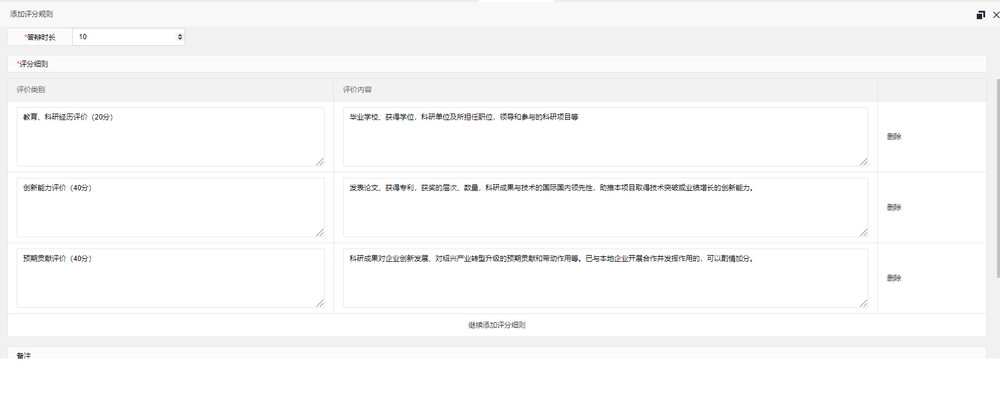 添加评分规则
*答辩时长 10
*评分细则
评价类别 评价内容
教育、科研经历评价（20分） 毕业学校、获得学位，科研单位及所担任职位，领导和参与的科研项目等
删除
创新能力评价（40分） 发表论文、获得专利，获奖的层次、数量，科研成果与技术的国际国内领先性，助推本项目取得技术突破或业绩增长的创新能力。
删除
预期贡献评价（40分） 科研成果对企业创新发展、对绍兴产业转型升级的预期贡献和带动作用等。已与本地企业开展合作并发挥作用的，可以酌情加分。
删除
继续添加评分细则
备注